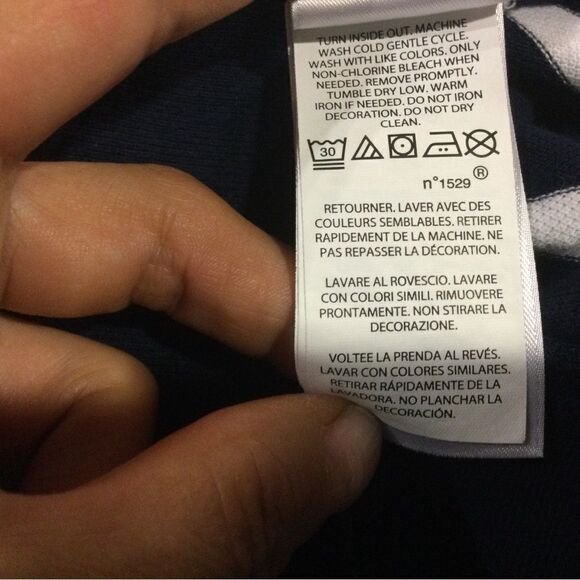 TURN INSIDE OUT. MACHINE
WASH COLD GENTLE CYCLE.
WASH WITH LIKE COLORS. ONLY
NON-CHLORINE BLEACH WHEN
NEEDED. REMOVE PROMPTLY.
TUMBLE DRY LOW. WARM
IRON IF NEEDED. DO NOT IRON
DECORATION. DO NOT DRY
CLEAN.
30
n°1529 ®
RETOURNER. LAVER AVEC DES
COULEURS SEMBLABLES. RETIRER
RAPIDEMENT DE LA MACHINE. NE
PAS REPASSER LA DÉCORATION.
LAVARE AL ROVESCIO. LAVARE
CON COLORI SIMILI. RIMUOVERE
PRONTAMENTE. NON STIRARE LA
DECORAZIONE.
VOLTEE LA PRENDA AL REVÉS.
LAVAR CON COLORES SIMILARES.
RETIRAR RÁPIDAMENTE DE LA
LAVADORA. NO PLANCHAR LA
DECORACIÓN.